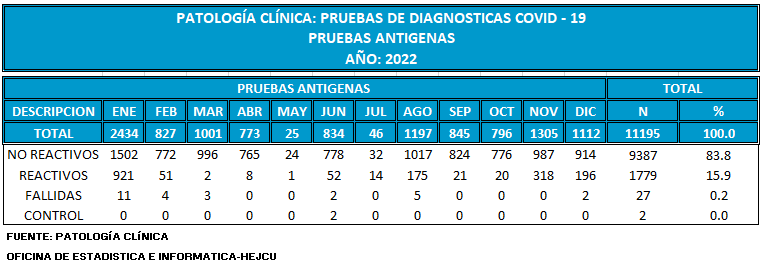 PATOLOGÍA CLÍNICA: PRUEBAS DE DIAGNOSTICAS COVID - 19
PRUEBAS ANTIGENAS
AÑO: 2022
PRUEBAS ANTIGENAS TOTAL
DESCRIPCION ENE FEB MAR ABR MAY JUN JUL AGO SEP OCT NOV DIC N %
TOTAL 2434 827 1001 773 25 834 46 1197 845 796 1305 1112 11195 100.0
NO REACTIVOS 1502 772 996 765 24 778 32 1017 824 776 987 914 9387 83.8
REACTIVOS 921 51 2 8 1 52 14 175 21 20 318 196 1779 15.9
FALLIDAS 11 4 3 0 0 2 0 5 0 0 0 2 27 0.2
CONTROL 0 0 0 0 0 2 0 0 0 0 0 0 2 0.0
FUENTE: PATOLOGÍA CLÍNICA
OFICINA DE ESTADISTICA E INFORMATICA-HEJCU